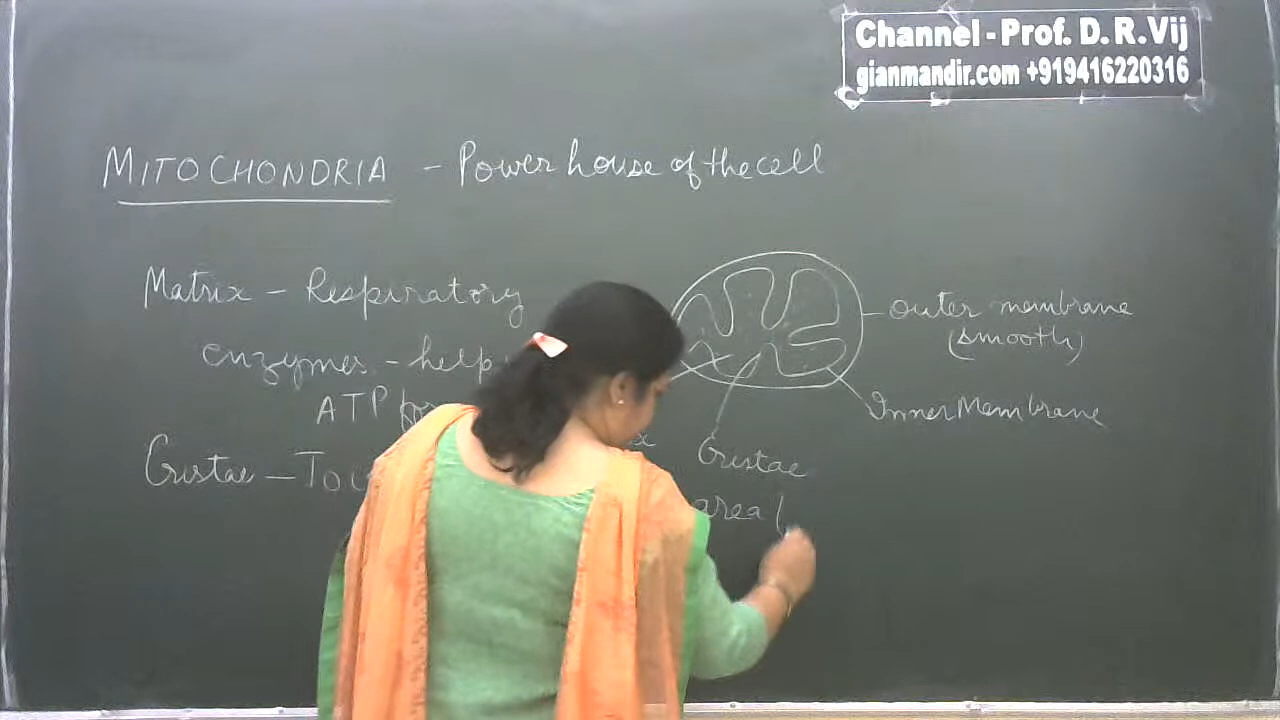 Channel - Prof. D. R. Vij
gianmandir.com +919416220316
MITOCHONDRIA - Power house of the cell
Matrix - Respiratory
enzymes - help
ATP for
Cristae - To
area (
outer membrane
(smooth)
Inner Membrane
Cristae